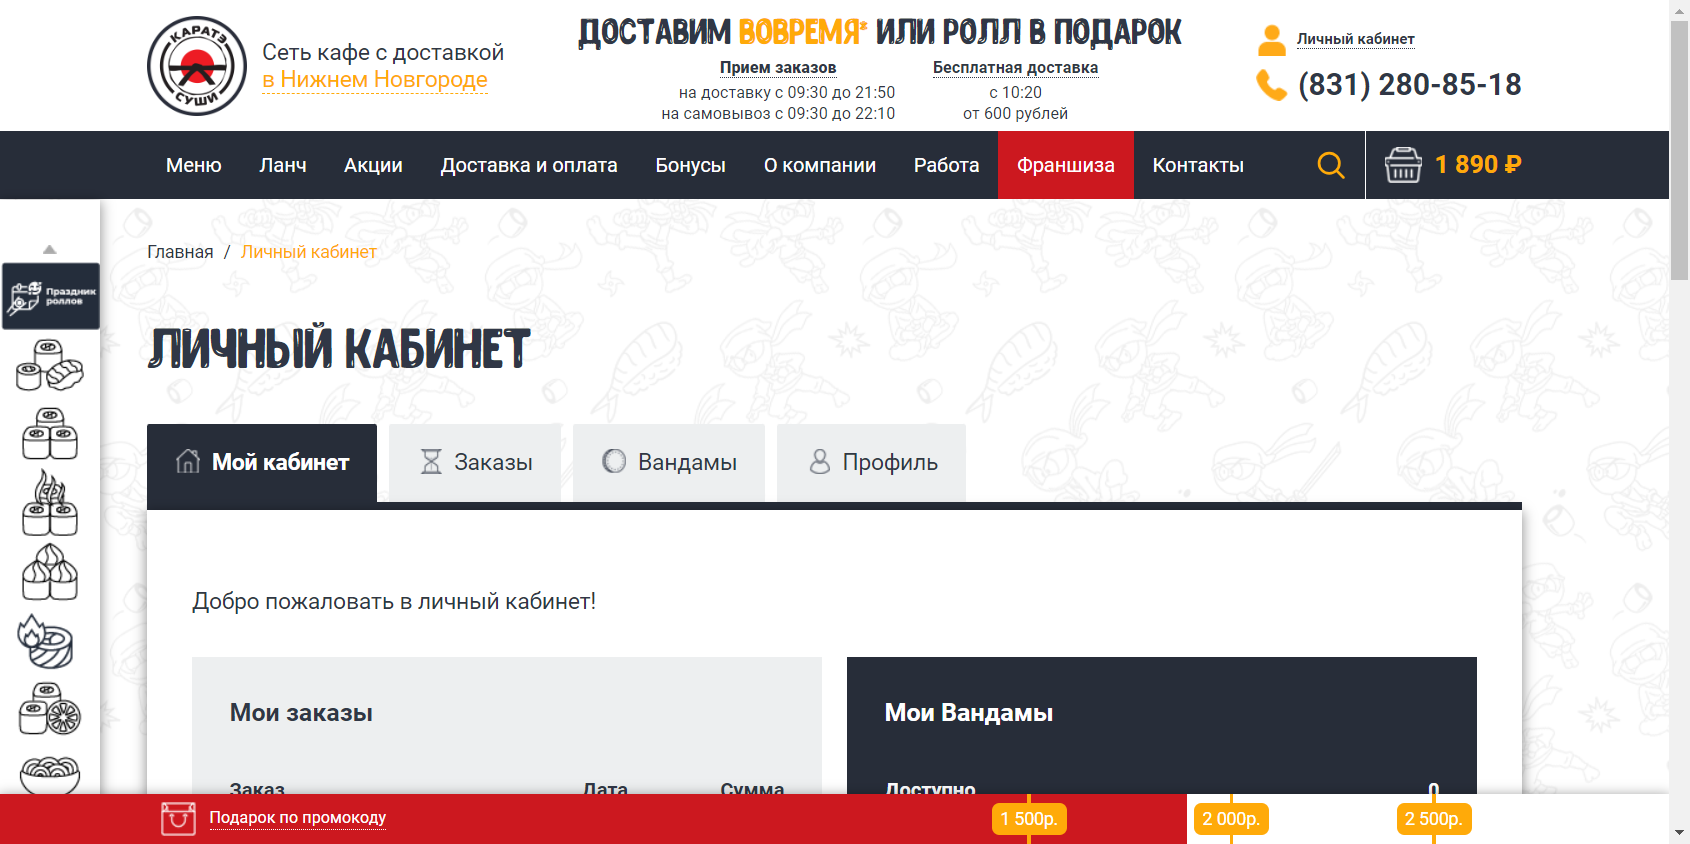 КАРАТЭ
СУШИ
Сеть кафе с доставкой
в Нижнем Новгороде
ДОСТАВИМ ВОВРЕМЯ* ИЛИ РОЛЛ В ПОДАРОК
Прием заказов
на доставку с 09:30 до 21:50
на самовывоз с 09:30 до 22:10
Бесплатная доставка
с 10:20
от 600 рублей
Личный кабинет
(831) 280-85-18
Меню Ланч Акции Доставка и оплата Бонусы О компании Работа Франшиза Контакты 1 890 ₽
Главная / Личный кабинет
Праздник
роллов
ЛИЧНЫЙ КАБИНЕТ
Мой кабинет Заказы Вандамы Профиль
Добро пожаловать в личный кабинет!
Мои заказы
Заказ Дата Сумма
Мои Вандамы
Доступно 0
Подарок по промокоду 1 500р. 2 000р. 2 500р.